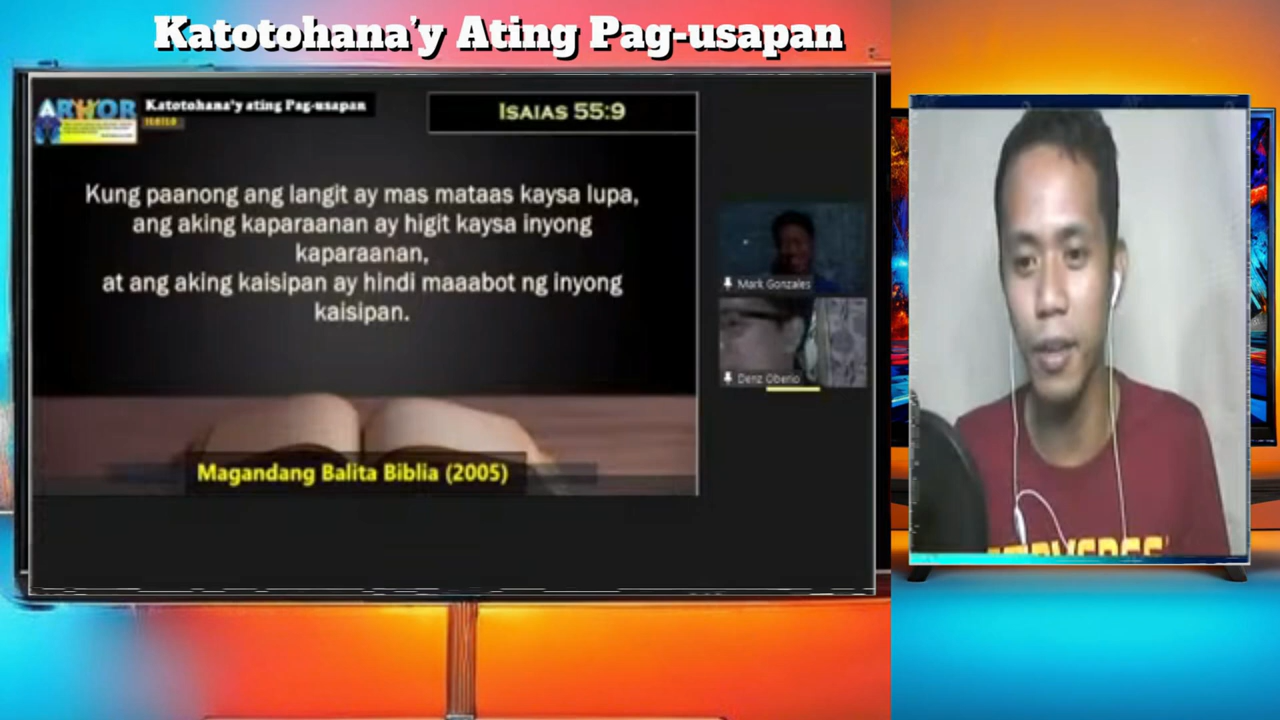 Katotohana'y Ating Pag-usapan
ARWOR
Katotohana'y ating Pag-usapan
ISAIAS 55:9
Kung paanong ang langit ay mas mataas kaysa lupa,
ang aking kaparaanan ay higit kaysa inyong
kaparaanan,
at ang aking kaisipan ay hindi maaabot ng inyong
kaisipan.
Magandang Balita Biblia (2005)
Mark Gonzales
Denz Oberio